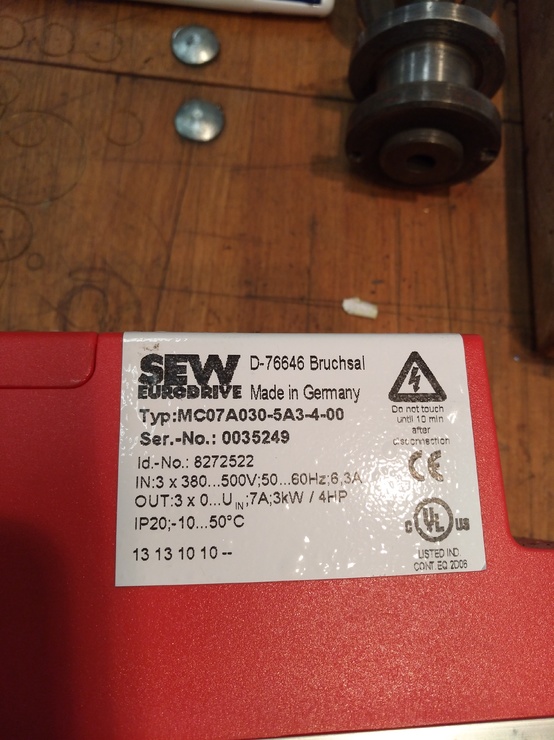 SEW
EURODRIVE
D-76646 Bruchsal
Made in Germany
Typ:MC07A030-5A3-4-00
Ser.-No.: 0035249
Id.-No.: 8272522
IN:3 x 380...500V;50...60Hz;6,3A
OUT:3 x 0...UIN;7A;3kW / 4HP
IP20;-10...50°C
13 13 10 10 --
Do not touch
until 10 min
after
disconnection
CE
c UL us
LISTED IND.
CONT.EQ.2D06